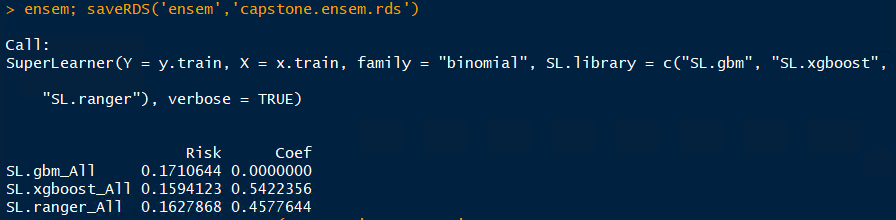 > ensem; saveRDS('ensem','capstone.ensem.rds')
Call:
SuperLearner(Y = y.train, X = x.train, family = "binomial", SL.library = c("SL.gbm", "SL.xgboost",
"SL.ranger"), verbose = TRUE)
Risk Coef
SL.gbm_All 0.1710644 0.0000000
SL.xgboost_All 0.1594123 0.5422356
SL.ranger_All 0.1627868 0.4577644